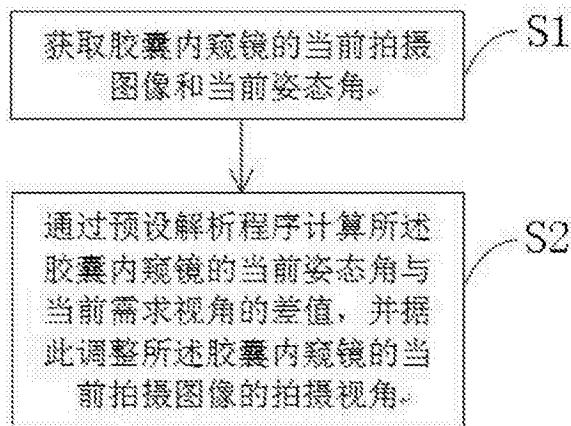 获取胶囊内窥镜的当前拍摄
图像和当前姿态角。
S1
通过预设解析程序计算所述
胶囊内窥镜的当前姿态角与
当前需求视角的差值，并据
此调整所述胶囊内窥镜的当
前拍摄图像的拍摄视角。
S2